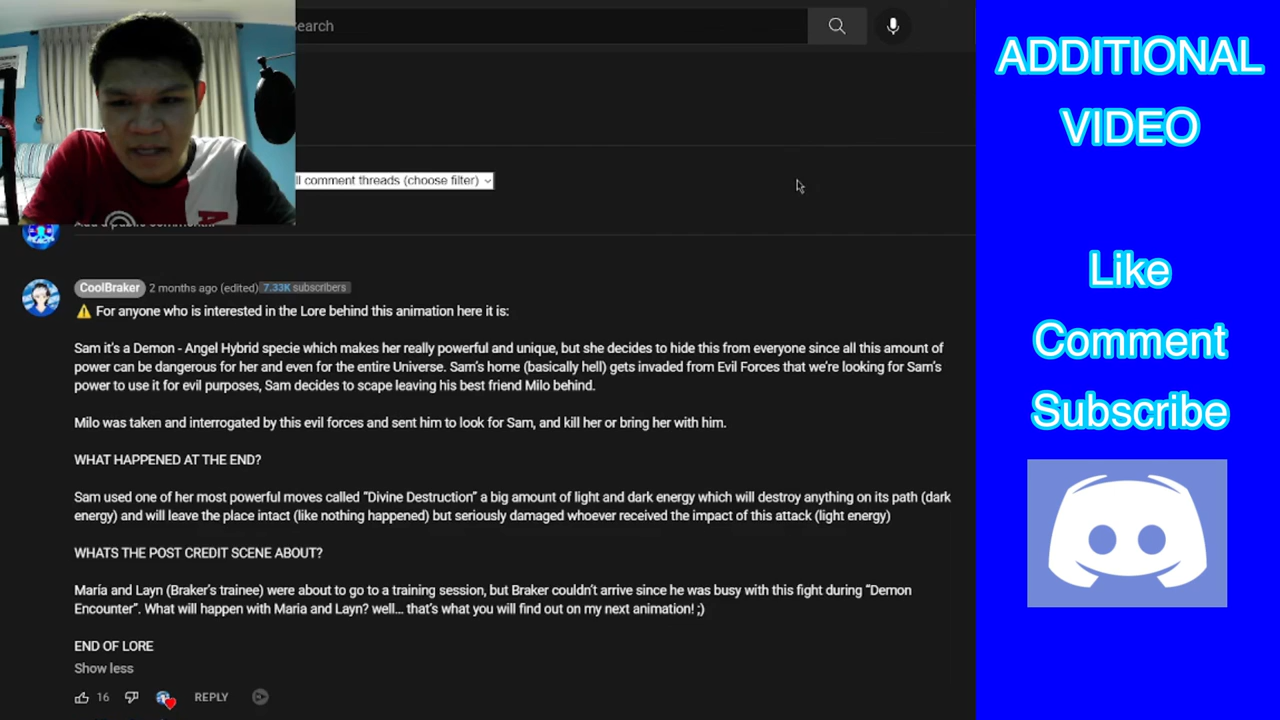 earch
ADDITIONAL
VIDEO
ll comment threads (choose filter)
Add a public comment...
CoolBraker 2 months ago (edited) 7.33K subscribers
⚠️ For anyone who is interested in the Lore behind this animation here it is:
Sam it's a Demon - Angel Hybrid specie which makes her really powerful and unique, but she decides to hide this from everyone since all this amount of
power can be dangerous for her and even for the entire Universe. Sam's home (basically hell) gets invaded from Evil Forces that we're looking for Sam's
power to use it for evil purposes, Sam decides to scape leaving his best friend Milo behind.
Milo was taken and interrogated by this evil forces and sent him to look for Sam, and kill her or bring her with him.
WHAT HAPPENED AT THE END?
Sam used one of her most powerful moves called “Divine Destruction” a big amount of light and dark energy which will destroy anything on its path (dark
energy) and will leave the place intact (like nothing happened) but seriously damaged whoever received the impact of this attack (light energy)
WHATS THE POST CREDIT SCENE ABOUT?
María and Layn (Braker's trainee) were about to go to a training session, but Braker couldn't arrive since he was busy with this fight during “Demon
Encounter”. What will happen with Maria and Layn? well... that's what you will find out on my next animation! ;)
END OF LORE
Show less
16 REPLY
Like
Comment
Subscribe